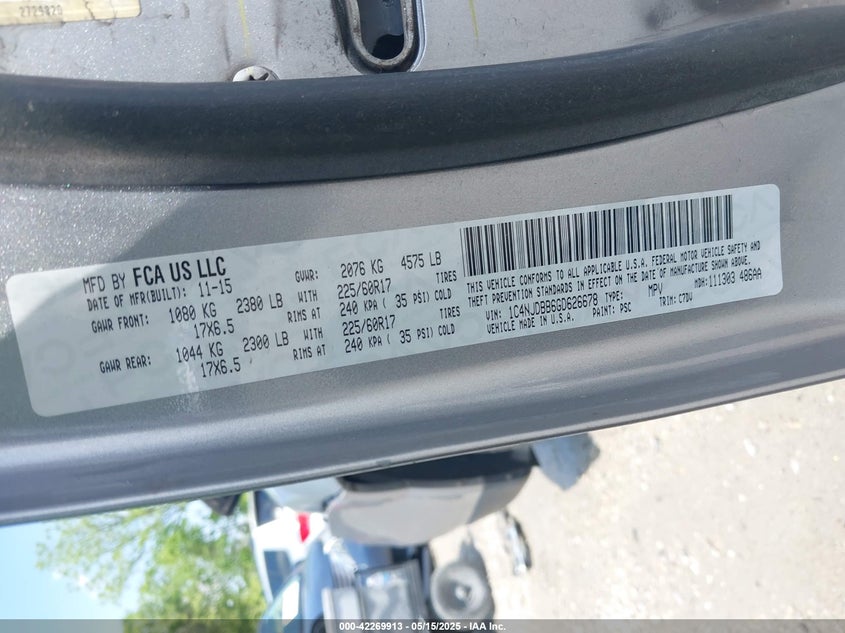 2725820
MFD BY FCA US LLC
DATE OF MFR(BUILT): 11-15
GVWR: 2076 KG 4575 LB
GAWR FRONT: 1080 KG 2380 LB WITH 225/60R17 TIRES
17X6.5 RIMS AT 240 KPA ( 35 PSI) COLD
GAWR REAR: 1044 KG 2300 LB WITH 225/60R17 TIRES
17X6.5 RIMS AT 240 KPA ( 35 PSI) COLD
THIS VEHICLE CONFORMS TO ALL APPLICABLE U.S.A. FEDERAL MOTOR VEHICLE SAFETY AND
THEFT PREVENTION STANDARDS IN EFFECT ON THE DATE OF MANUFACTURE SHOWN ABOVE.
VIN: 1C4NJDBB6GD626678 TYPE: MPV MDH: 111303 486AA
VEHICLE MADE IN U.S.A. PAINT: PSC TRIM: C7DV
000-42269913 - 05/15/2025 - IAA Inc.